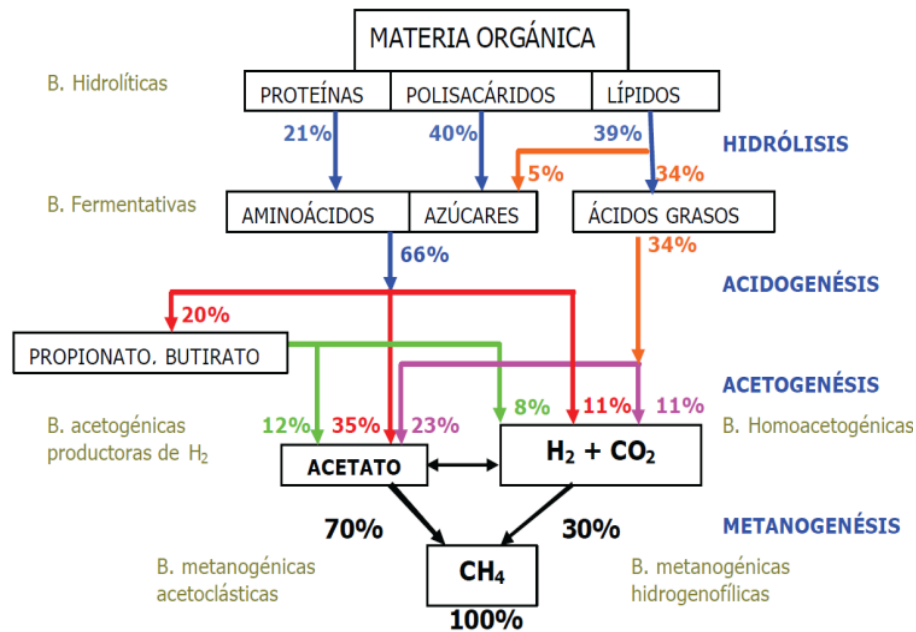 MATERIA ORGÁNICA
B. Hidrolíticas
PROTEÍNAS
POLISACÁRIDOS
LÍPIDOS
21%
40%
39%
HIDRÓLISIS
5%
34%
B. Fermentativas
AMINOÁCIDOS
AZÚCARES
ÁCIDOS GRASOS
66%
34%
ACIDOGENÉSIS
20%
PROPIONATO. BUTIRATO
ACETOGENÉSIS
B. acetogénicas
productoras de H₂
12%
35%
23%
8%
11%
11%
B. Homoacetogénicas
ACETATO
H₂ + CO₂
70%
30%
METANOGENÉSIS
B. metanogénicas
acetoclásticas
CH₄
B. metanogénicas
hidrogenofílicas
100%